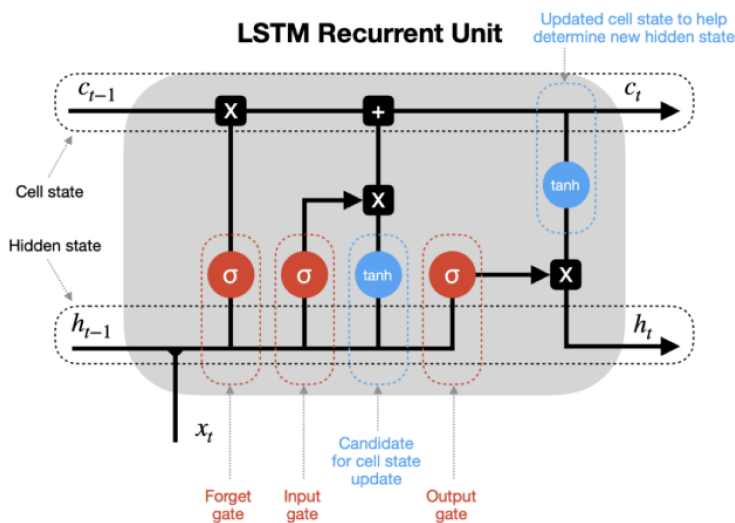 LSTM Recurrent Unit
Updated cell state to help
determine new hidden state
c_{t-1}
X
+
c_t
tanh
X
Cell state
Hidden state
σ
σ
tanh
σ
X
h_{t-1}
h_t
x_t
Candidate
for cell state
update
Forget
gate
Input
gate
Output
gate